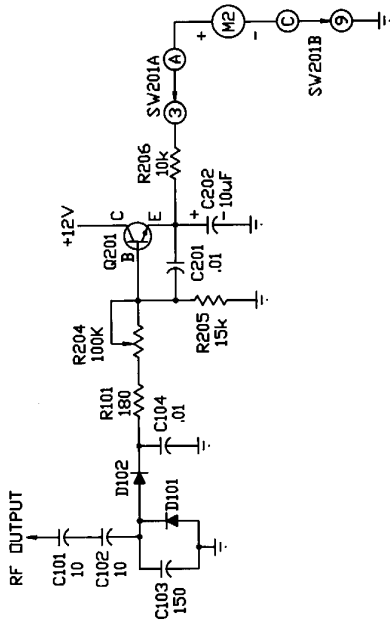 RF OUTPUT
C101
10
C102
10
C103
150
D101
D102
C104
.01
R101
180
R204
100K
R205
15k
C201
.01
+12V
Q201
B
C
E
+
C202
-10uF
R206
10k
3
SW201A
A
+
M2
-
C
SW201B
9